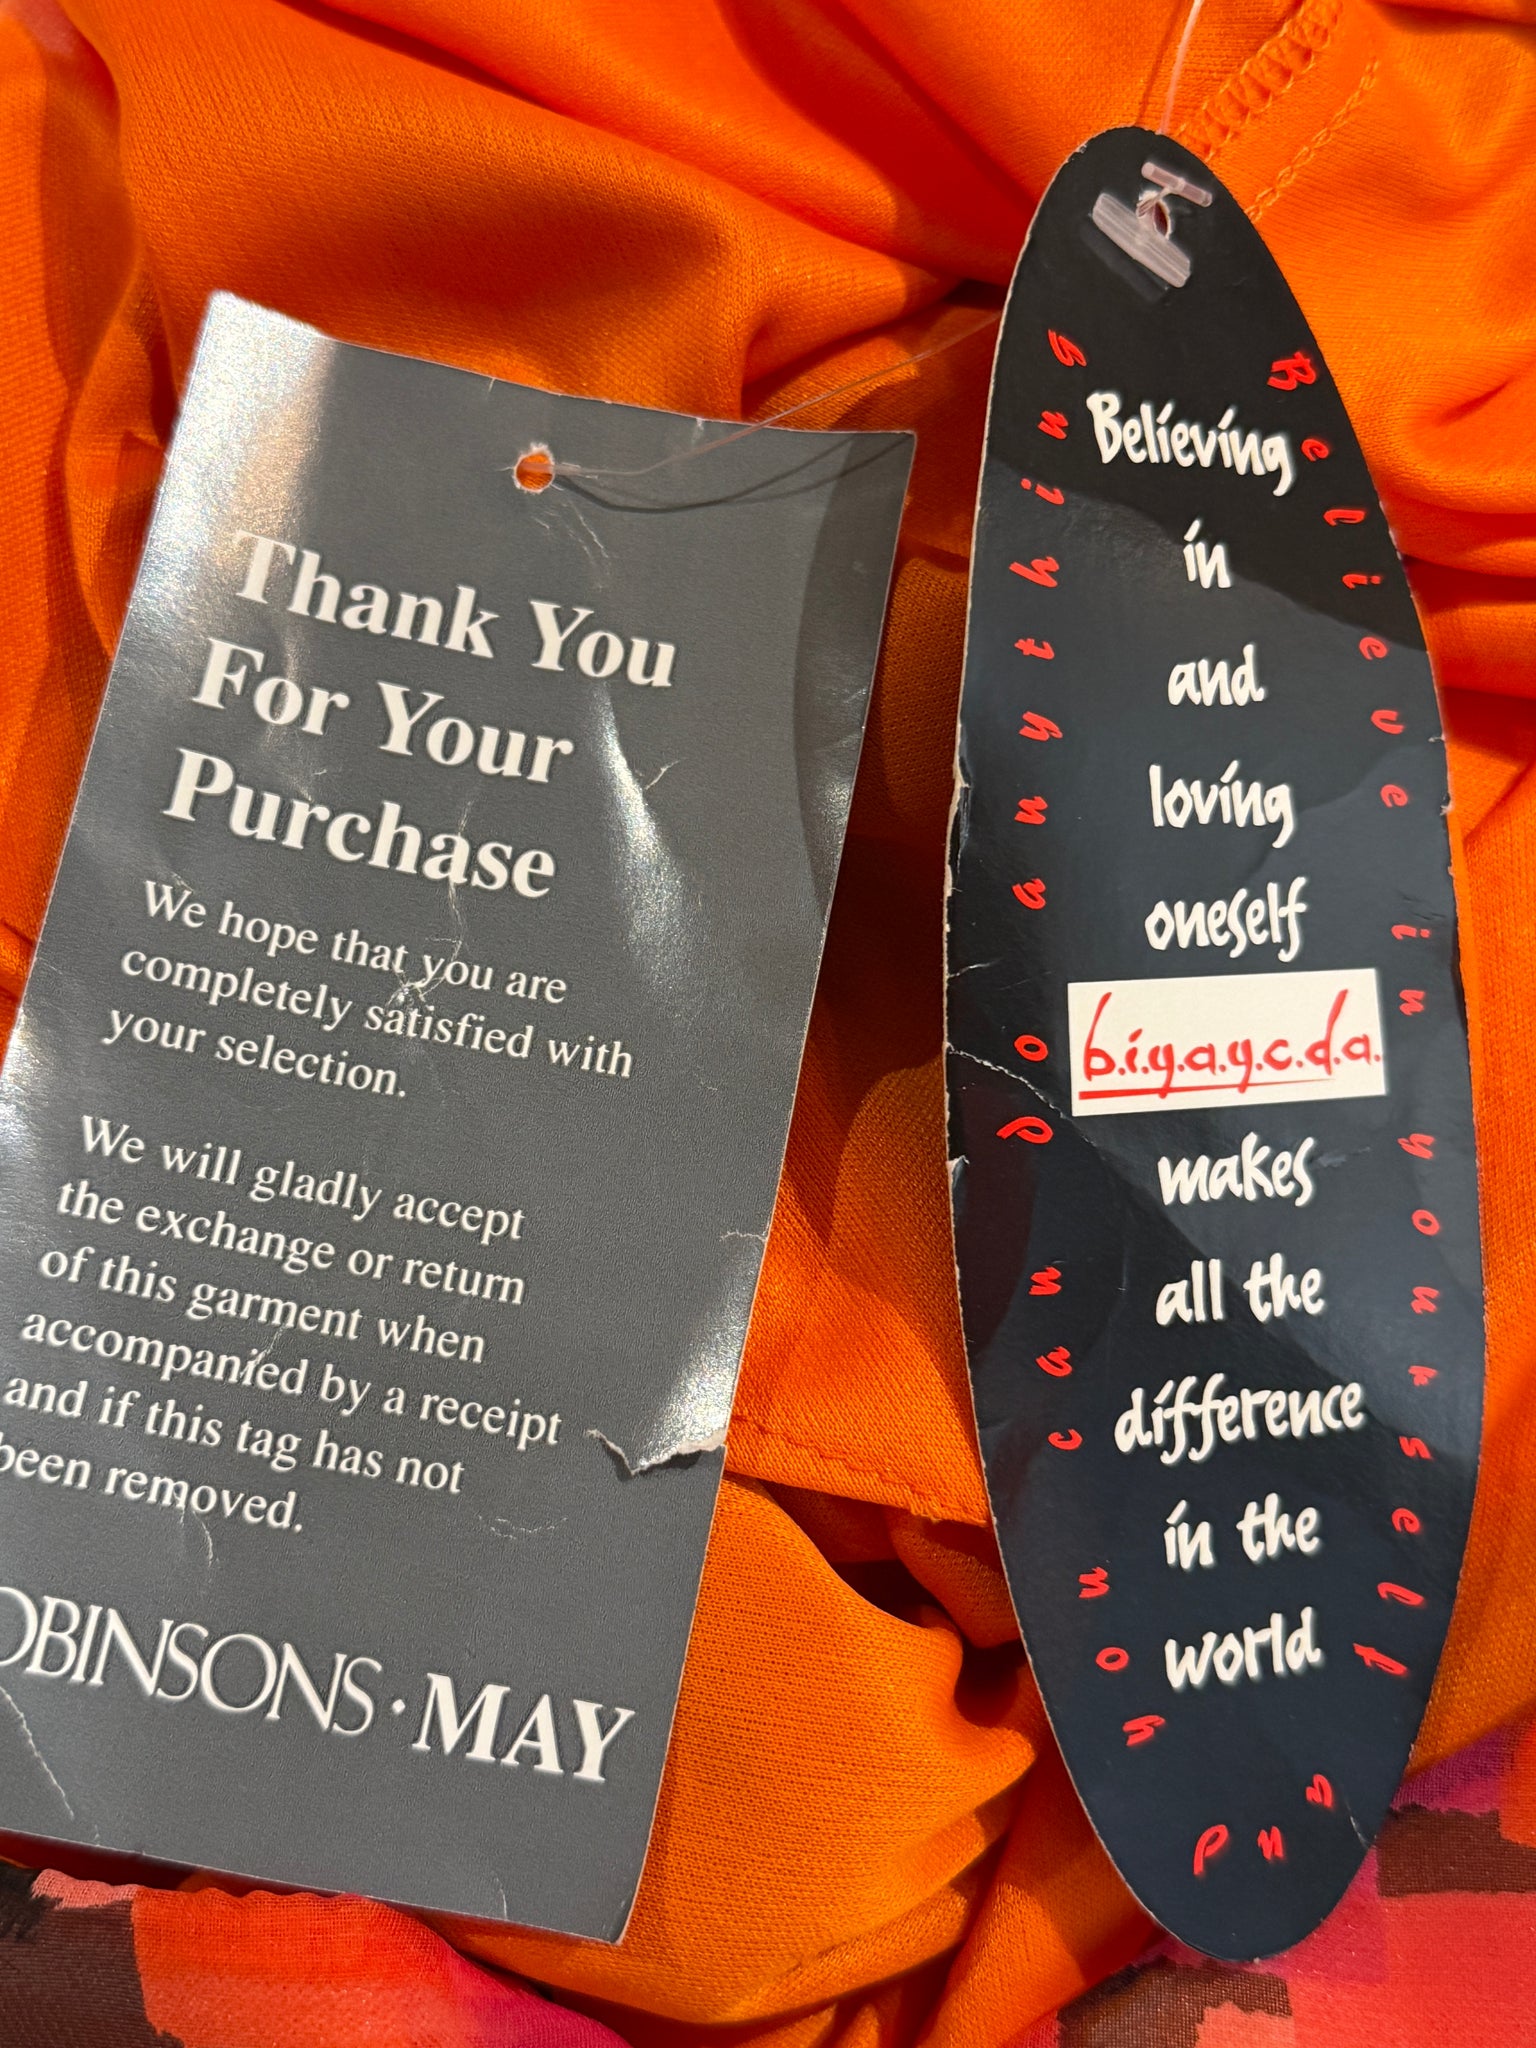 Thank You
For Your
Purchase
We hope that you are
completely satisfied with
your selection.
We will gladly accept
the exchange or return
of this garment when
accompanied by a receipt
and if this tag has not
been removed.
OBINSONS · MAY
Believing
in
and
loving
oneself
b.i.y.a.y.c.d.a.
makes
all the
difference
in the
world
Believe in yourself and you can do anything